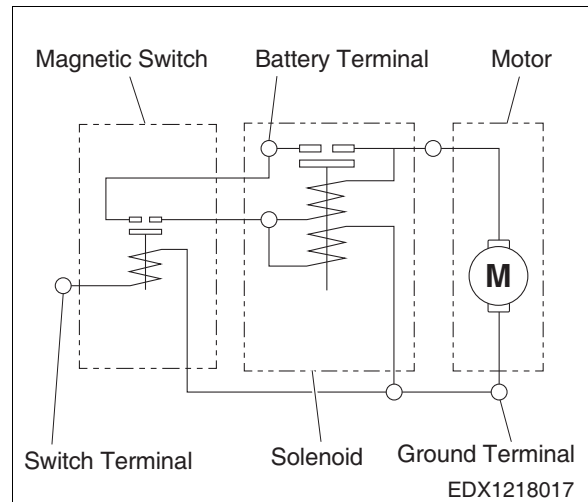 Magnetic Switch
Battery Terminal
Motor
M
Switch Terminal
Solenoid
Ground Terminal
EDX1218017